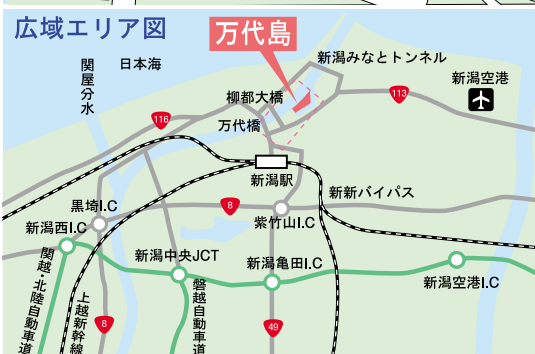 広域エリア図
万代島
関屋分水
日本海
新潟みなとトンネル
新潟空港
柳都大橋
113
116
万代橋
新潟駅
新新バイパス
黒埼I.C
8
紫竹山I.C
新潟西I.C
新潟中央JCT
新潟亀田I.C
新潟空港I.C
関越・北陸自動車道
上越新幹線
8
磐越自動車道
49